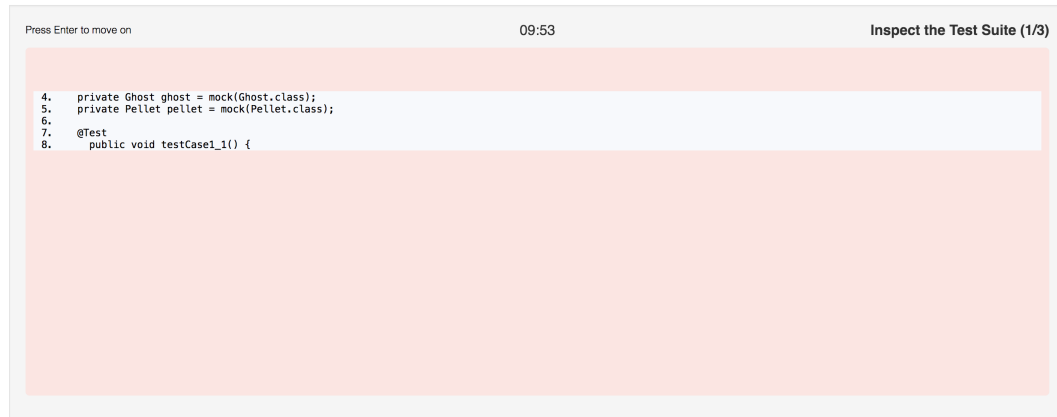 Press Enter to move on
09:53
Inspect the Test Suite (1/3)
4. private Ghost ghost = mock(Ghost.class);
5. private Pellet pellet = mock(Pellet.class);
6.
7. @Test
8. public void testCase1_1() {